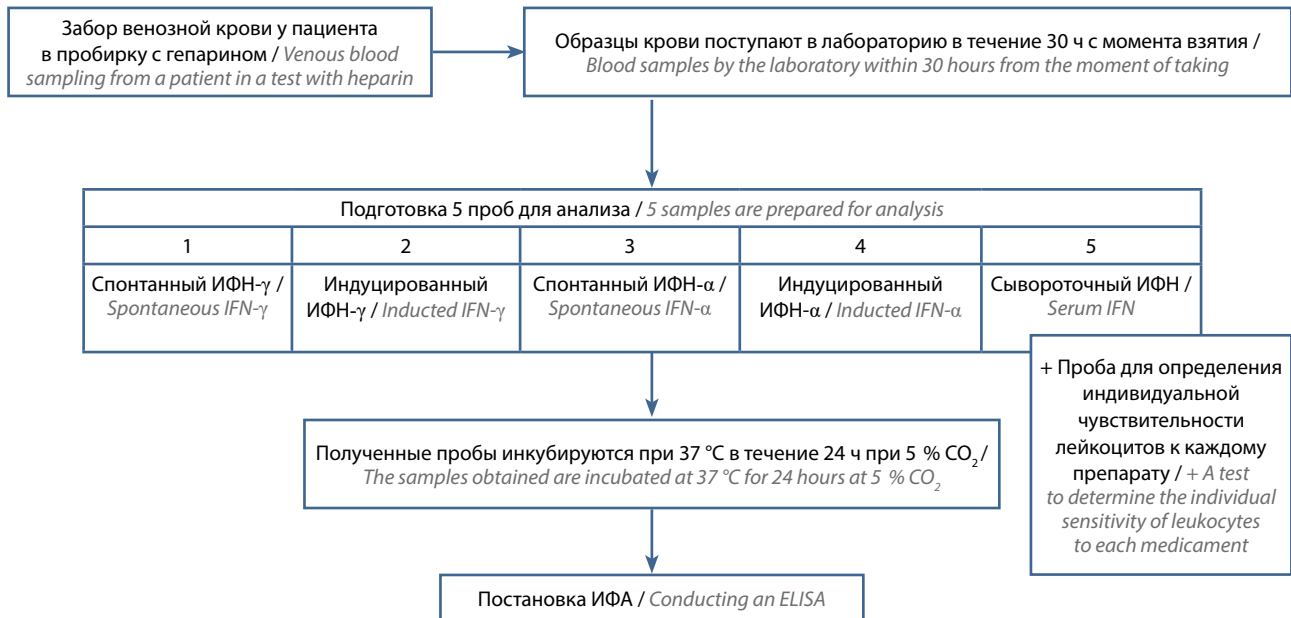 Забор венозной крови у пациента
в пробирку с гепарином / Venous blood
sampling from a patient in a test with heparin
Образцы крови поступают в лабораторию в течение 30 ч с момента взятия /
Blood samples by the laboratory within 30 hours from the moment of taking
Подготовка 5 проб для анализа / 5 samples are prepared for analysis
1
2
3
4
5
Спонтанный ИФН-γ /
Spontaneous IFN-γ
Индуцированный
ИФН-γ / Inducted IFN-γ
Спонтанный ИФН-α /
Spontaneous IFN-α
Индуцированный
ИФН-α / Inducted IFN-α
Сывороточный ИФН /
Serum IFN
+ Проба для определения
индивидуальной
чувствительности
лейкоцитов к каждому
препарату / + A test
to determine the individual
sensitivity of leukocytes
to each medicament
Полученные пробы инкубируются при 37 °C в течение 24 ч при 5 % CO₂ /
The samples obtained are incubated at 37 °C for 24 hours at 5 % CO₂
Постановка ИФА / Conducting an ELISA